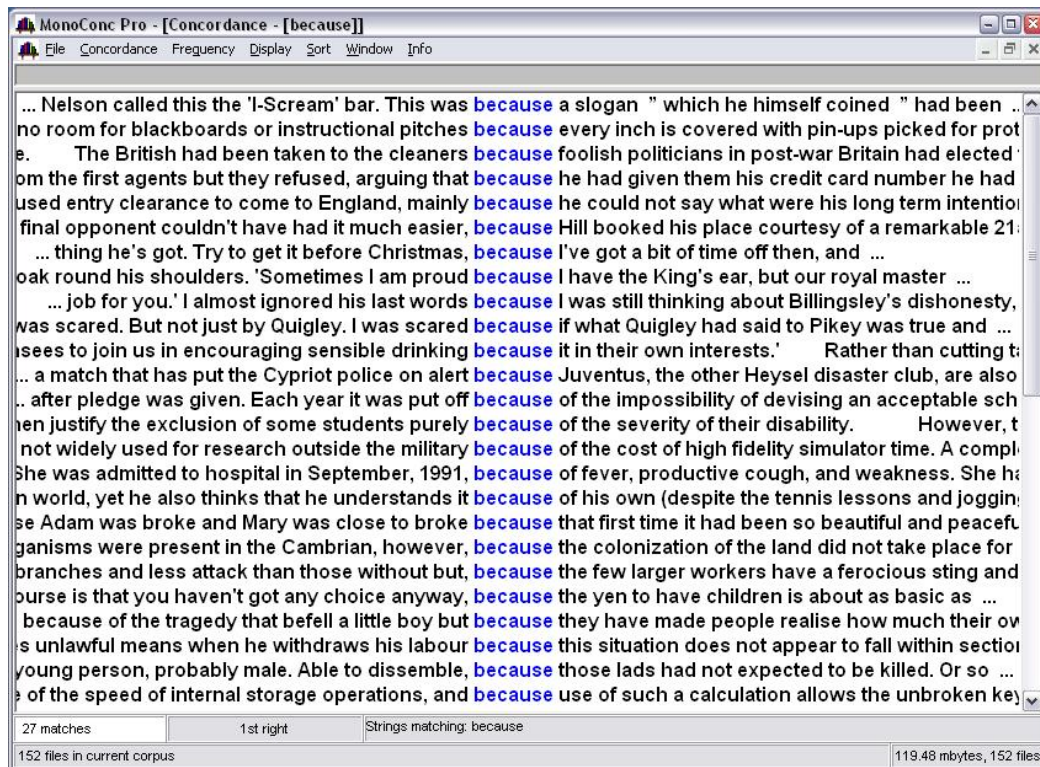 MonoConc Pro - [Concordance - [because]]
File Concordance Frequency Display Sort Window Info
... Nelson called this the 'I-Scream' bar. This was because a slogan " which he himself coined " had been ..
no room for blackboards or instructional pitches because every inch is covered with pin-ups picked for prot
e. The British had been taken to the cleaners because foolish politicians in post-war Britain had elected
om the first agents but they refused, arguing that because he had given them his credit card number he had
used entry clearance to come to England, mainly because he could not say what were his long term intentio
final opponent couldn't have had it much easier, because Hill booked his place courtesy of a remarkable 21
... thing he's got. Try to get it before Christmas, because I've got a bit of time off then, and ...
oak round his shoulders. 'Sometimes I am proud because I have the King's ear, but our royal master ...
... job for you.' I almost ignored his last words because I was still thinking about Billingsley's dishonesty,
was scared. But not just by Quigley. I was scared because if what Quigley had said to Pikey was true and ...
nsees to join us in encouraging sensible drinking because it in their own interests.' Rather than cutting ta
... a match that has put the Cypriot police on alert because Juventus, the other Heysel disaster club, are also
.. after pledge was given. Each year it was put off because of the impossibility of devising an acceptable sch
hen justify the exclusion of some students purely because of the severity of their disability. However, t
not widely used for research outside the military because of the cost of high fidelity simulator time. A compl
She was admitted to hospital in September, 1991, because of fever, productive cough, and weakness. She ha
n world, yet he also thinks that he understands it because of his own (despite the tennis lessons and jogging
se Adam was broke and Mary was close to broke because that first time it had been so beautiful and peacefu
ganisms were present in the Cambrian, however, because the colonization of the land did not take place for
branches and less attack than those without but, because the few larger workers have a ferocious sting and
ourse is that you haven't got any choice anyway, because the yen to have children is about as basic as ...
because of the tragedy that befell a little boy but because they have made people realise how much their ow
s unlawful means when he withdraws his labour because this situation does not appear to fall within section
young person, probably male. Able to dissemble, because those lads had not expected to be killed. Or so ...
e of the speed of internal storage operations, and because use of such a calculation allows the unbroken key
27 matches 1st right Strings matching: because
152 files in current corpus 119.48 mbytes, 152 files